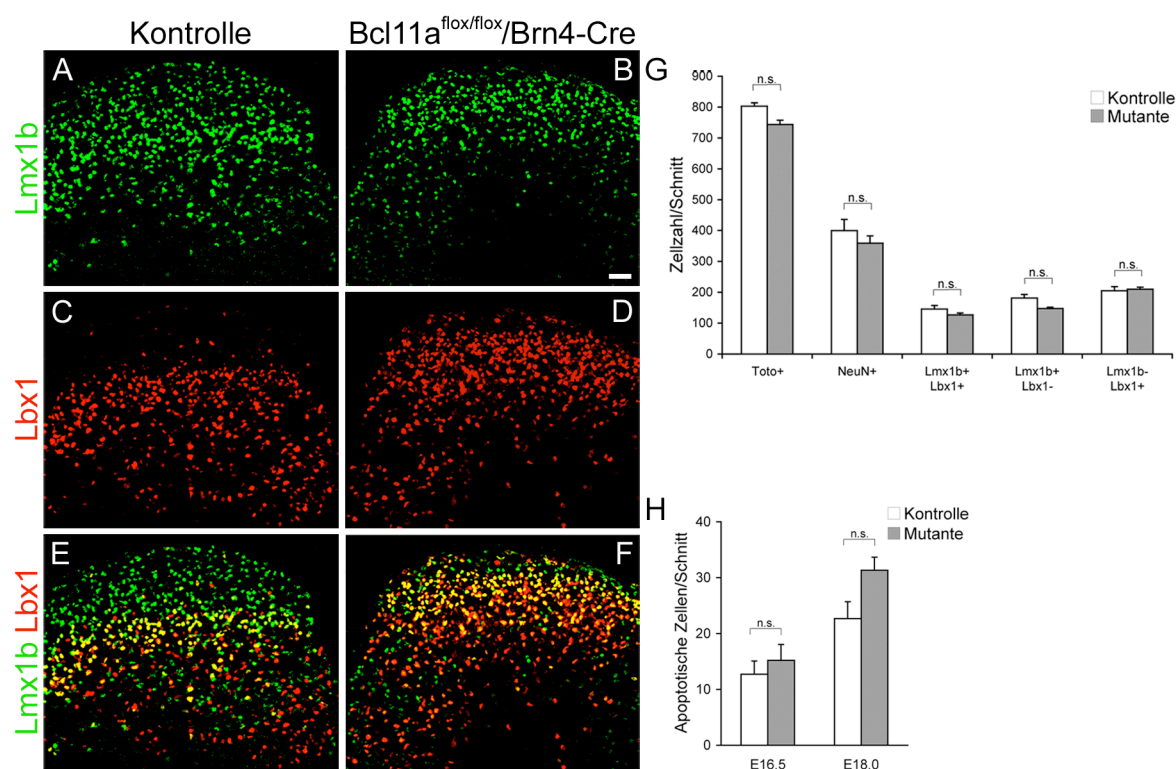 Kontrolle
Bcl11a^flox/flox/Brn4-Cre
A
B
Lmx1b
C
D
Lbx1
E
F
Lmx1b Lbx1
G
900
800
700
600
500
400
300
200
100
0
Zellzahl/Schnitt
n.s.
n.s.
n.s.
n.s.
n.s.
Kontrolle
Mutante
Toto+
NeuN+
Lmx1b+
Lbx1+
Lmx1b+
Lbx1-
Lmx1b-
Lbx1+
H
40
30
20
10
0
Apoptotische Zellen/Schnitt
n.s.
n.s.
Kontrolle
Mutante
E16.5
E18.0